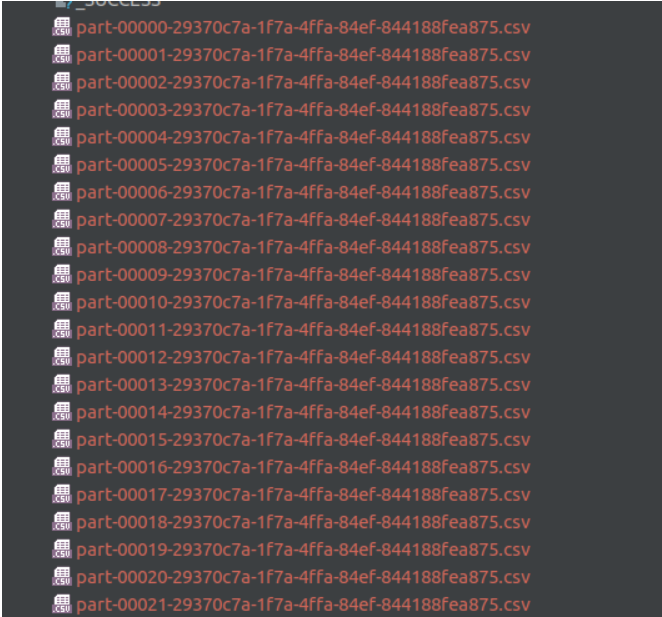 _SUCCESS
part-00000-29370c7a-1f7a-4ffa-84ef-844188fea875.csv
part-00001-29370c7a-1f7a-4ffa-84ef-844188fea875.csv
part-00002-29370c7a-1f7a-4ffa-84ef-844188fea875.csv
part-00003-29370c7a-1f7a-4ffa-84ef-844188fea875.csv
part-00004-29370c7a-1f7a-4ffa-84ef-844188fea875.csv
part-00005-29370c7a-1f7a-4ffa-84ef-844188fea875.csv
part-00006-29370c7a-1f7a-4ffa-84ef-844188fea875.csv
part-00007-29370c7a-1f7a-4ffa-84ef-844188fea875.csv
part-00008-29370c7a-1f7a-4ffa-84ef-844188fea875.csv
part-00009-29370c7a-1f7a-4ffa-84ef-844188fea875.csv
part-00010-29370c7a-1f7a-4ffa-84ef-844188fea875.csv
part-00011-29370c7a-1f7a-4ffa-84ef-844188fea875.csv
part-00012-29370c7a-1f7a-4ffa-84ef-844188fea875.csv
part-00013-29370c7a-1f7a-4ffa-84ef-844188fea875.csv
part-00014-29370c7a-1f7a-4ffa-84ef-844188fea875.csv
part-00015-29370c7a-1f7a-4ffa-84ef-844188fea875.csv
part-00016-29370c7a-1f7a-4ffa-84ef-844188fea875.csv
part-00017-29370c7a-1f7a-4ffa-84ef-844188fea875.csv
part-00018-29370c7a-1f7a-4ffa-84ef-844188fea875.csv
part-00019-29370c7a-1f7a-4ffa-84ef-844188fea875.csv
part-00020-29370c7a-1f7a-4ffa-84ef-844188fea875.csv
part-00021-29370c7a-1f7a-4ffa-84ef-844188fea875.csv